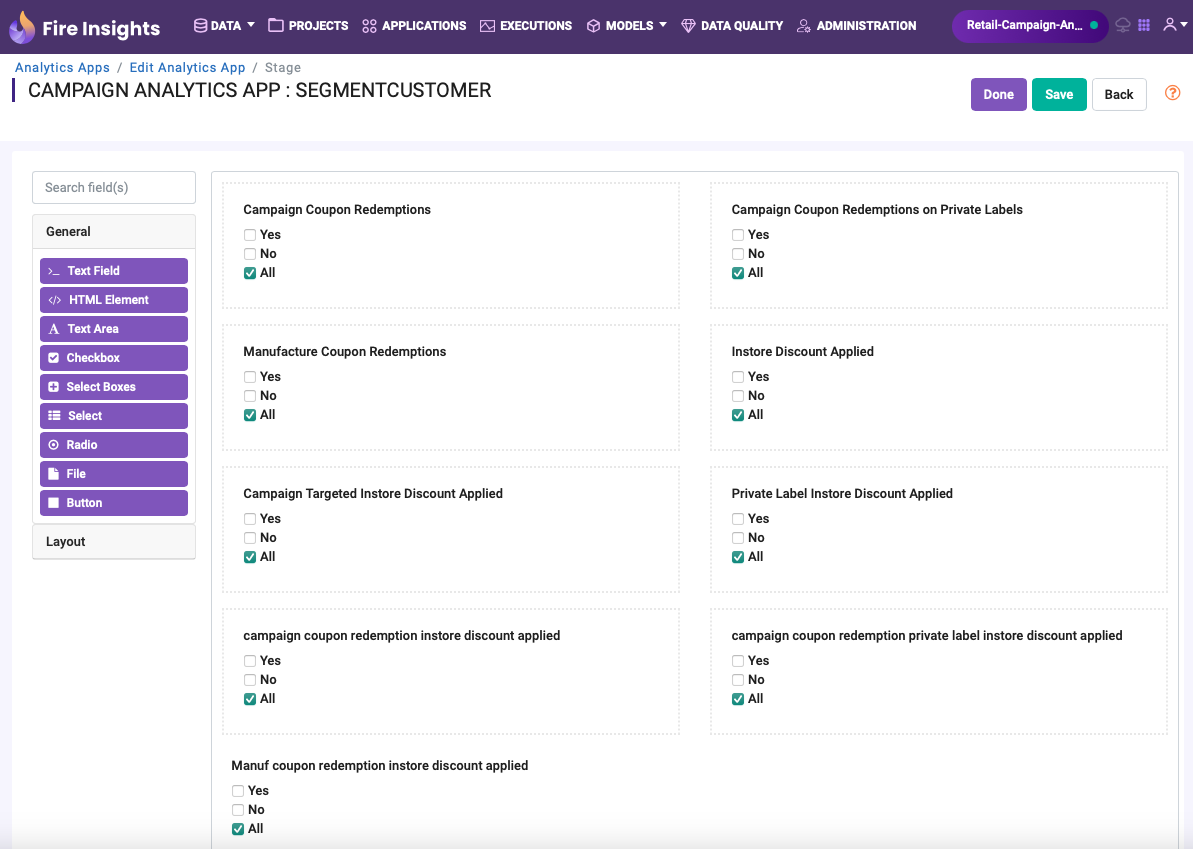 Fire Insights
DATA
PROJECTS
APPLICATIONS
EXECUTIONS
MODELS
DATA QUALITY
ADMINISTRATION
Retail-Campaign-An...
Analytics Apps / Edit Analytics App / Stage
CAMPAIGN ANALYTICS APP : SEGMENTCUSTOMER
Done
Save
Back
Search field(s)
General
Text Field
HTML Element
Text Area
Checkbox
Select Boxes
Select
Radio
File
Button
Layout
Campaign Coupon Redemptions
Yes
No
All
Campaign Coupon Redemptions on Private Labels
Yes
No
All
Manufacture Coupon Redemptions
Yes
No
All
Instore Discount Applied
Yes
No
All
Campaign Targeted Instore Discount Applied
Yes
No
All
Private Label Instore Discount Applied
Yes
No
All
campaign coupon redemption instore discount applied
Yes
No
All
campaign coupon redemption private label instore discount applied
Yes
No
All
Manuf coupon redemption instore discount applied
Yes
No
All